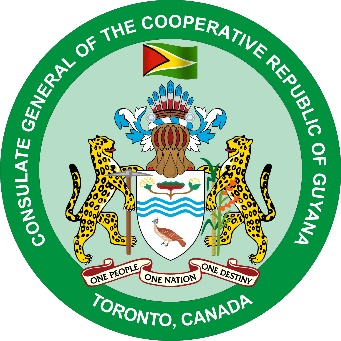 CONSULATE GENERAL OF THE COOPERATIVE REPUBLIC OF GUYANA
ONE PEOPLE ONE NATION ONE DESTINY
TORONTO, CANADA